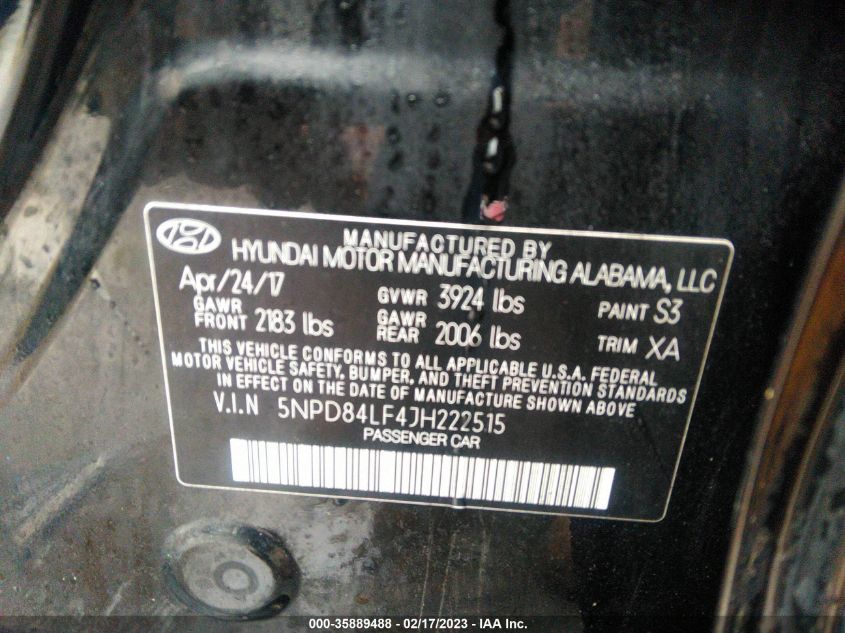 MANUFACTURED BY
HYUNDAI MOTOR MANUFACTURING ALABAMA, LLC
Apr/24/17 GVWR 3924 lbs PAINT S3
GAWR FRONT 2183 lbs GAWR REAR 2006 lbs TRIM XA
THIS VEHICLE CONFORMS TO ALL APPLICABLE U.S.A. FEDERAL
MOTOR VEHICLE SAFETY, BUMPER, AND THEFT PREVENTION STANDARDS
IN EFFECT ON THE DATE OF MANUFACTURE SHOWN ABOVE
V.I.N 5NPD84LF4JH222515
PASSENGER CAR
000-35889488 - 02/17/2023 - IAA Inc.